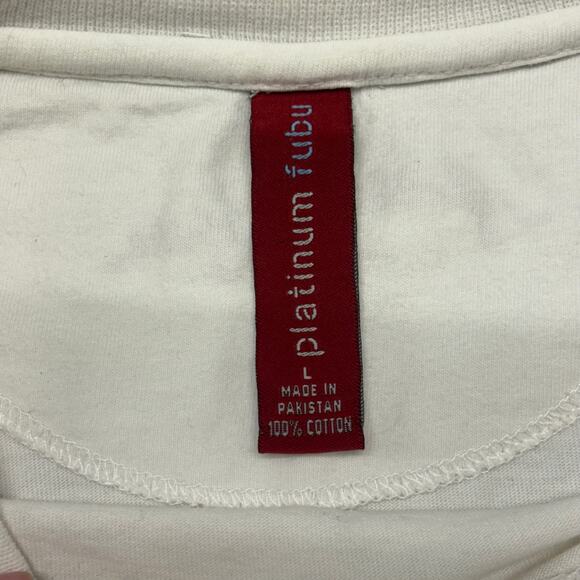 platinum fubu
L
MADE IN
PAKISTAN
100% COTTON